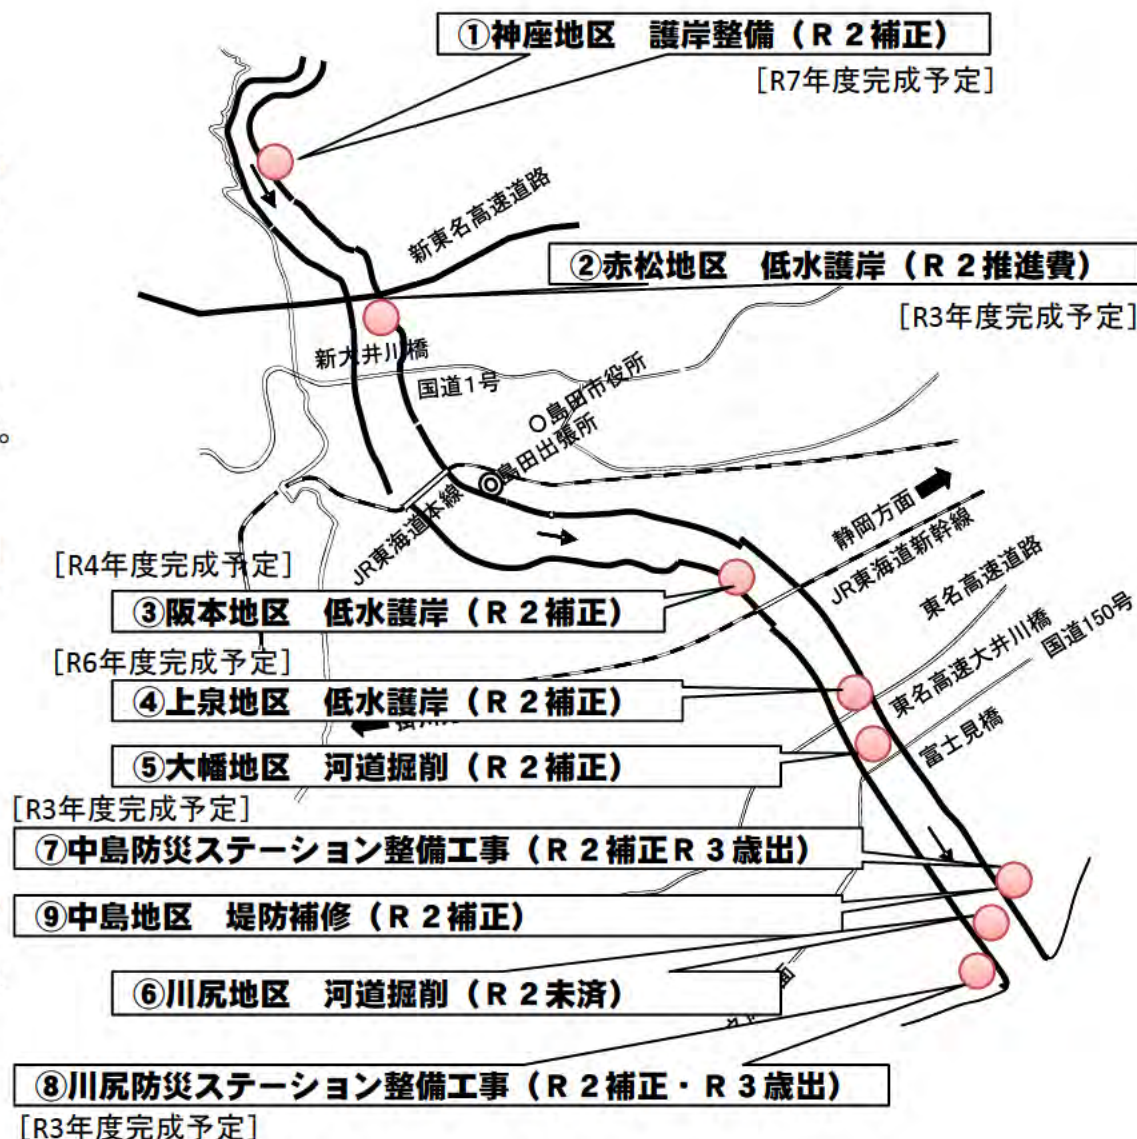 ①神座地区 護岸整備（R2補正）
［R7年度完成予定］
新東名高速道路
②赤松地区 低水護岸（R2推進費）
［R3年度完成予定］
新大井川橋
国道1号
島田市役所
島田出張所
。
JR東海道本線
静岡方面
JR東海道新幹線
東名高速道路
［R4年度完成予定］
③阪本地区 低水護岸（R2補正）
東名高速大井川橋
国道150号
［R6年度完成予定］
④上泉地区 低水護岸（R2補正）
富士見橋
⑤大幡地区 河道掘削（R2補正）
［R3年度完成予定］
⑦中島防災ステーション整備工事（R2補正R3歳出）
⑨中島地区 堤防補修（R2補正）
⑥川尻地区 河道掘削（R2未済）
⑧川尻防災ステーション整備工事（R2補正・R3歳出）
［R3年度完成予定］